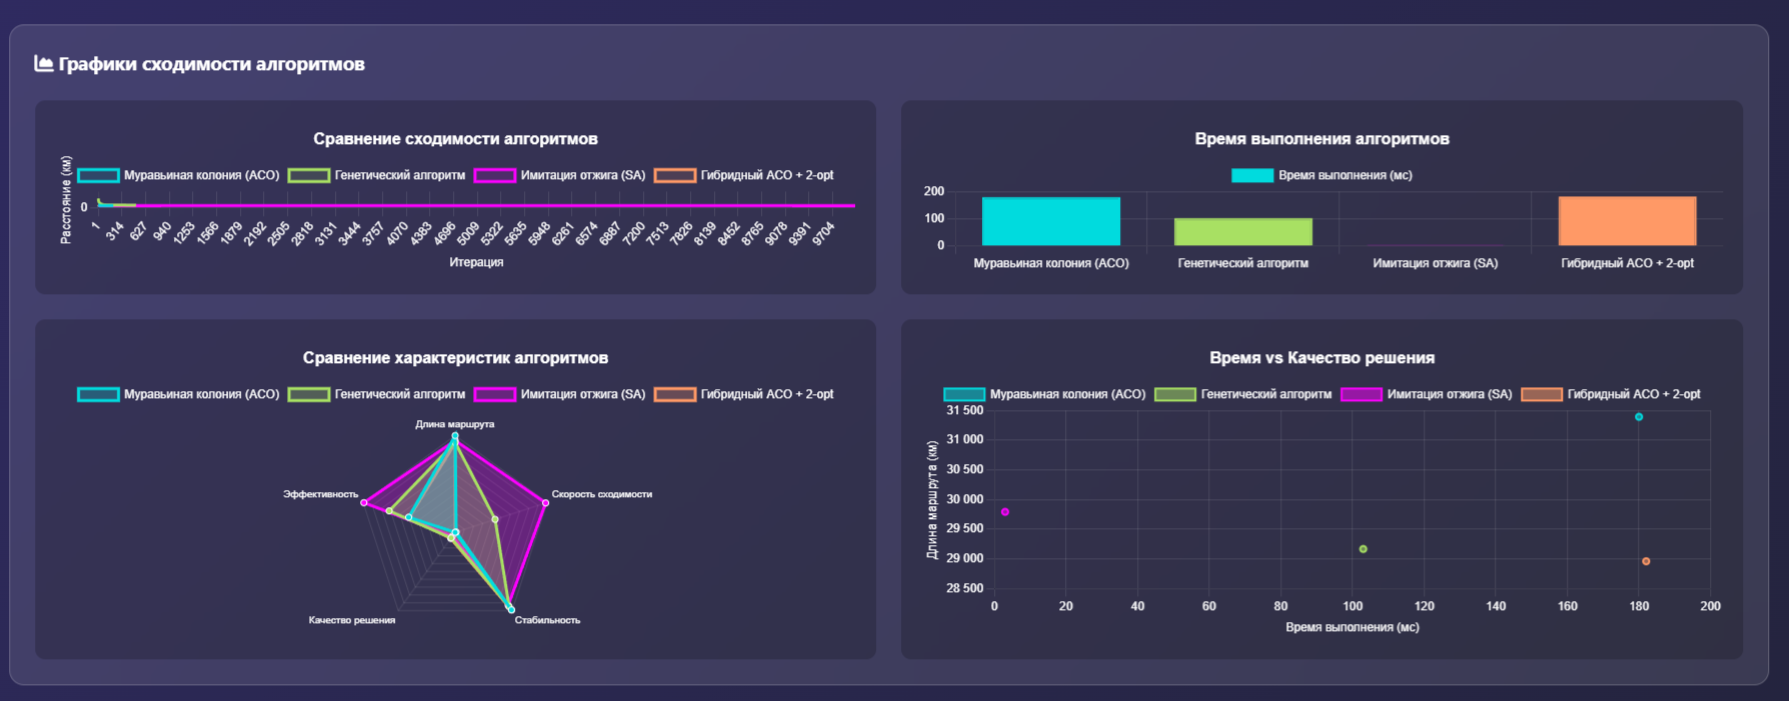 Графики сходимости алгоритмов
Сравнение сходимости алгоритмов
Муравьиная колония (ACO) Генетический алгоритм Имитация отжига (SA) Гибридный ACO + 2-opt
Расстояние (км)
0
1 314 627 940 1253 1566 1879 2192 2505 2818 3131 3444 3757 4070 4383 4696 5009 5322 5635 5948 6261 6574 6887 7200 7513 7826 8139 8452 8765 9078 9391 9704
Итерация
Время выполнения алгоритмов
Время выполнения (мс)
200
100
0
Муравьиная колония (ACO) Генетический алгоритм Имитация отжига (SA) Гибридный ACO + 2-opt
Сравнение характеристик алгоритмов
Муравьиная колония (ACO) Генетический алгоритм Имитация отжига (SA) Гибридный ACO + 2-opt
Длина маршрута
Эффективность
Скорость сходимости
Качество решения
Стабильность
Время vs Качество решения
Муравьиная колония (ACO) Генетический алгоритм Имитация отжига (SA) Гибридный ACO + 2-opt
Длина маршрута (км)
31 500
31 000
30 500
30 000
29 500
29 000
28 500
0 20 40 60 80 100 120 140 160 180 200
Время выполнения (мс)